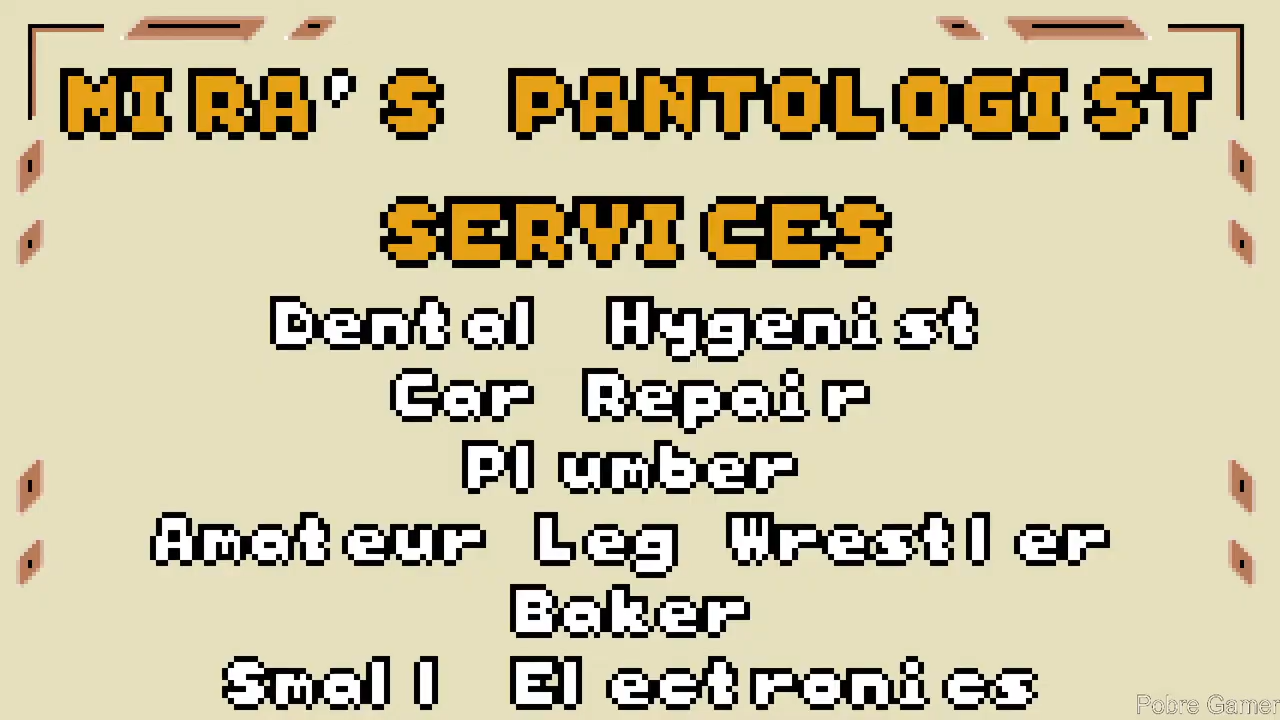 MIRA'S PANTOLOGIST
SERVICES
Dental Hygenist
Car Repair
Plumber
Amateur Leg Wrestler
Baker
Small Electronics
Pobre Gamer